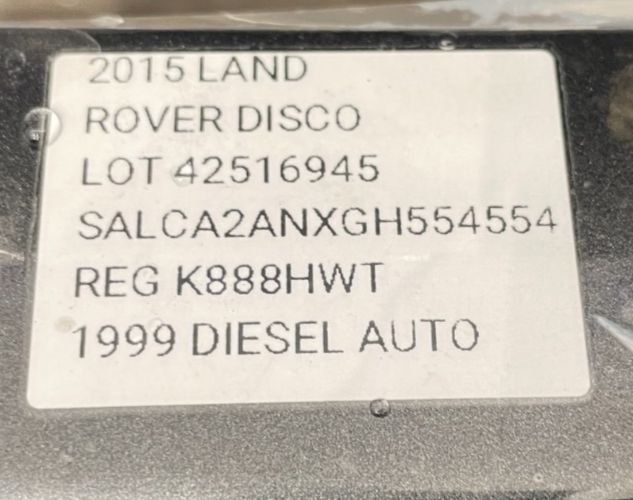 2015 LAND
ROVER DISCO
LOT 42516945
SALCA2ANXGH554554
REG K888HWT
1999 DIESEL AUTO